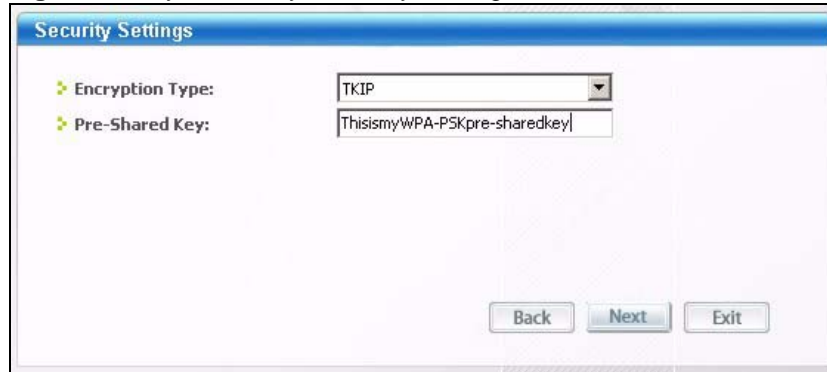 Security Settings
Encryption Type: TKIP
Pre-Shared Key: ThisismyWPA-PSKpre-sharedkey
Back Next Exit